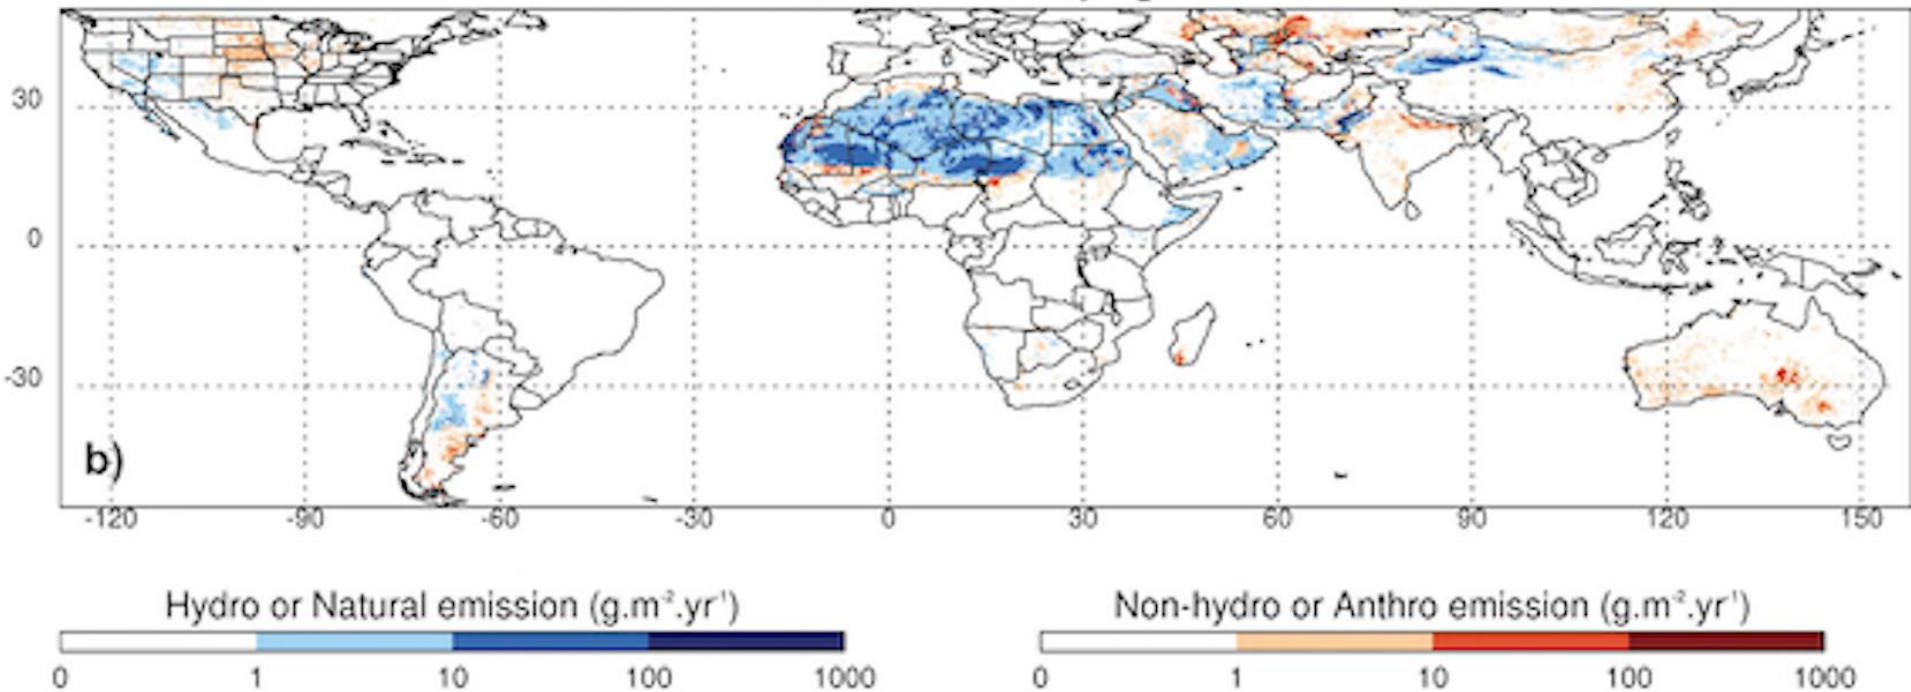 30
0
-30
b)
-120 -90 -60 -30 0 30 60 90 120 150
Hydro or Natural emission (g.m⁻².yr⁻¹) Non-hydro or Anthro emission (g.m⁻².yr⁻¹)
0 1 10 100 1000 0 1 10 100 1000